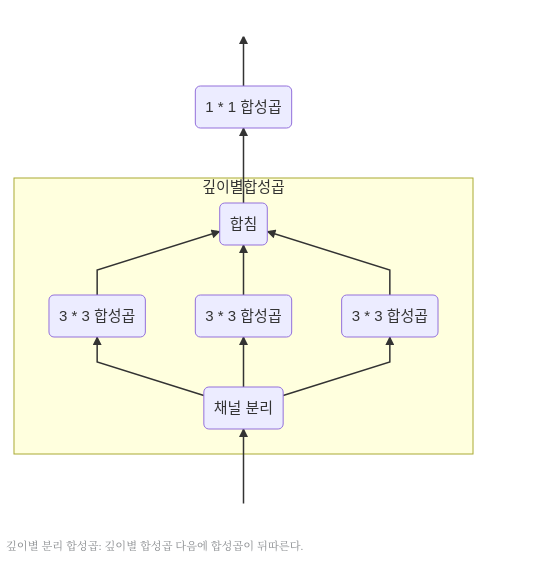 1 * 1 합성곱
깊이별합성곱
합침
3 * 3 합성곱 3 * 3 합성곱 3 * 3 합성곱
채널 분리
깊이별 분리 합성곱: 깊이별 합성곱 다음에 합성곱이 뒤따른다.